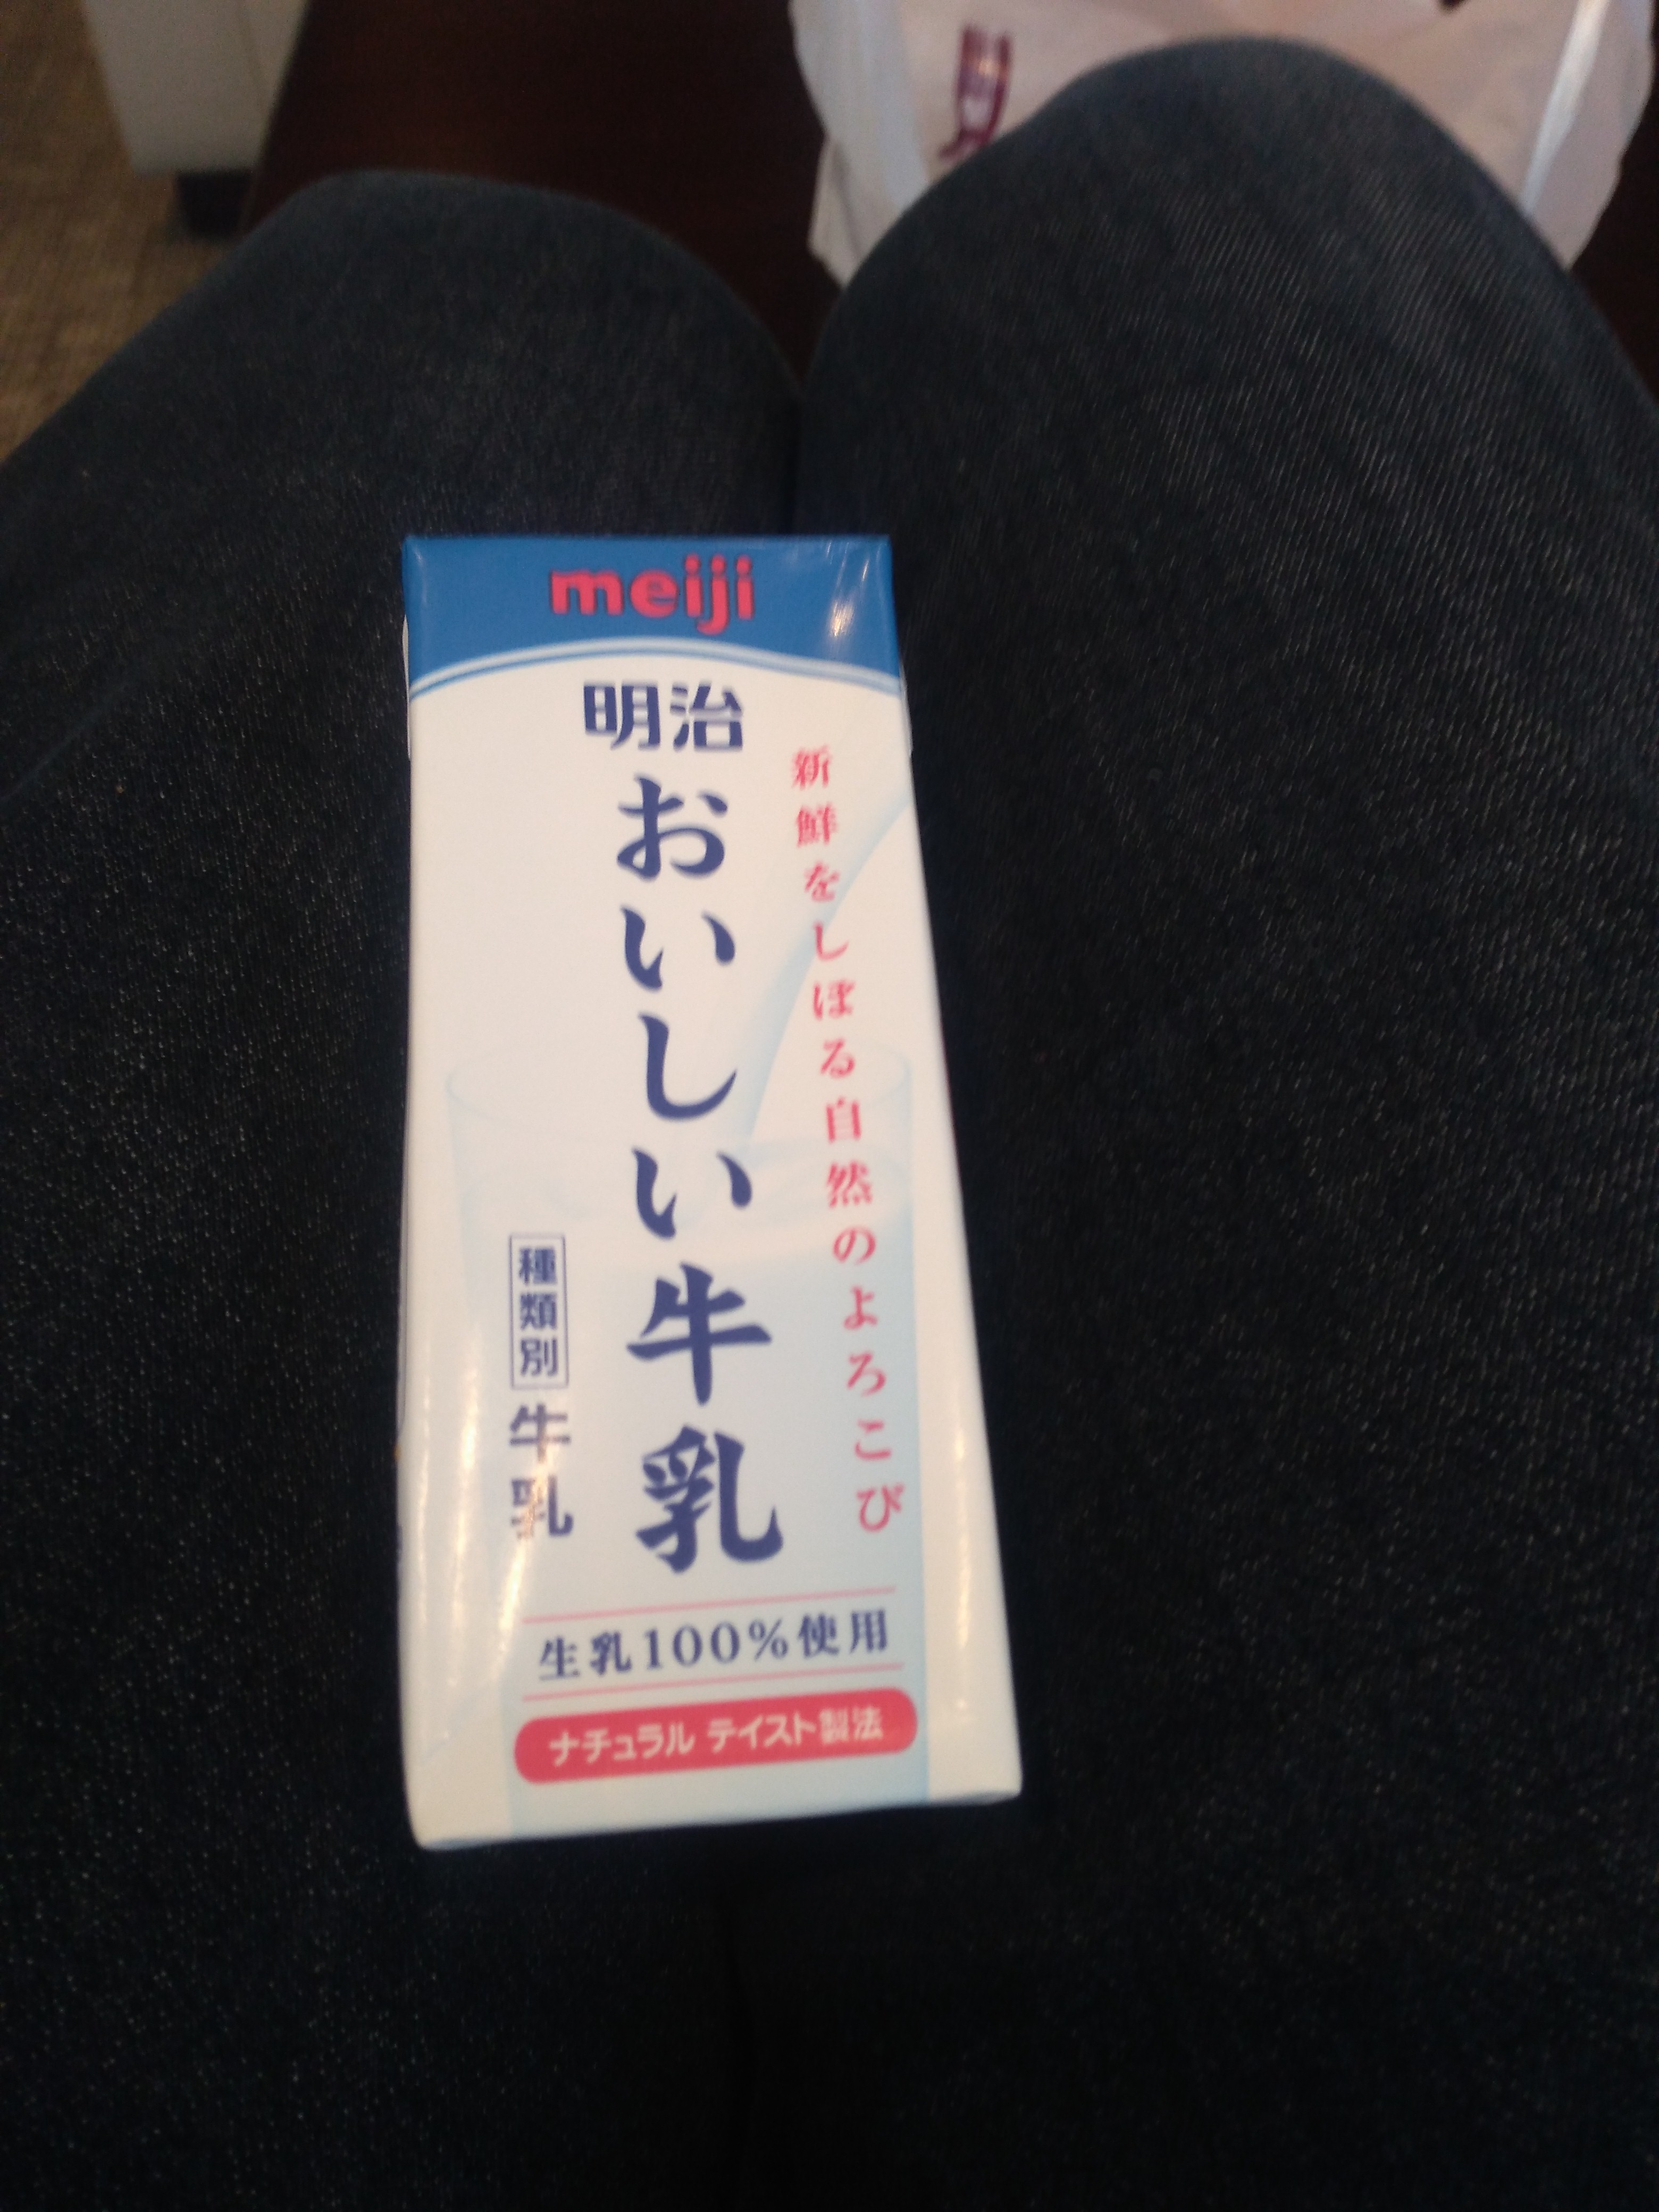 meiji
明治
新鮮をしぼる自然のよろこび
おいしい牛乳
種類別 牛乳
生乳100%使用
ナチュラル テイスト製法